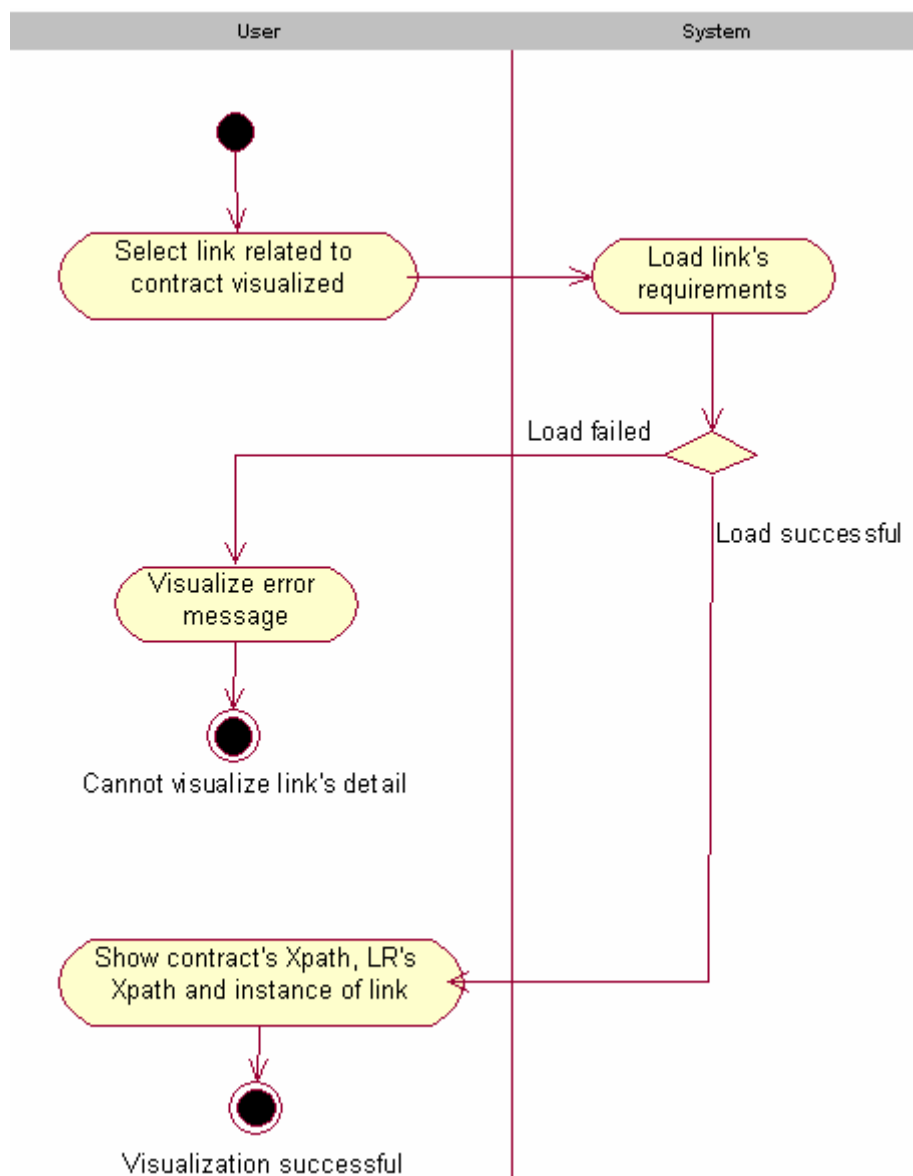 User
System
Select link related to
contract visualized
Load link's
requirements
Load failed
Load successful
Visualize error
message
Cannot visualize link's detail
Show contract's Xpath, LR's
Xpath and instance of link
Visualization successful